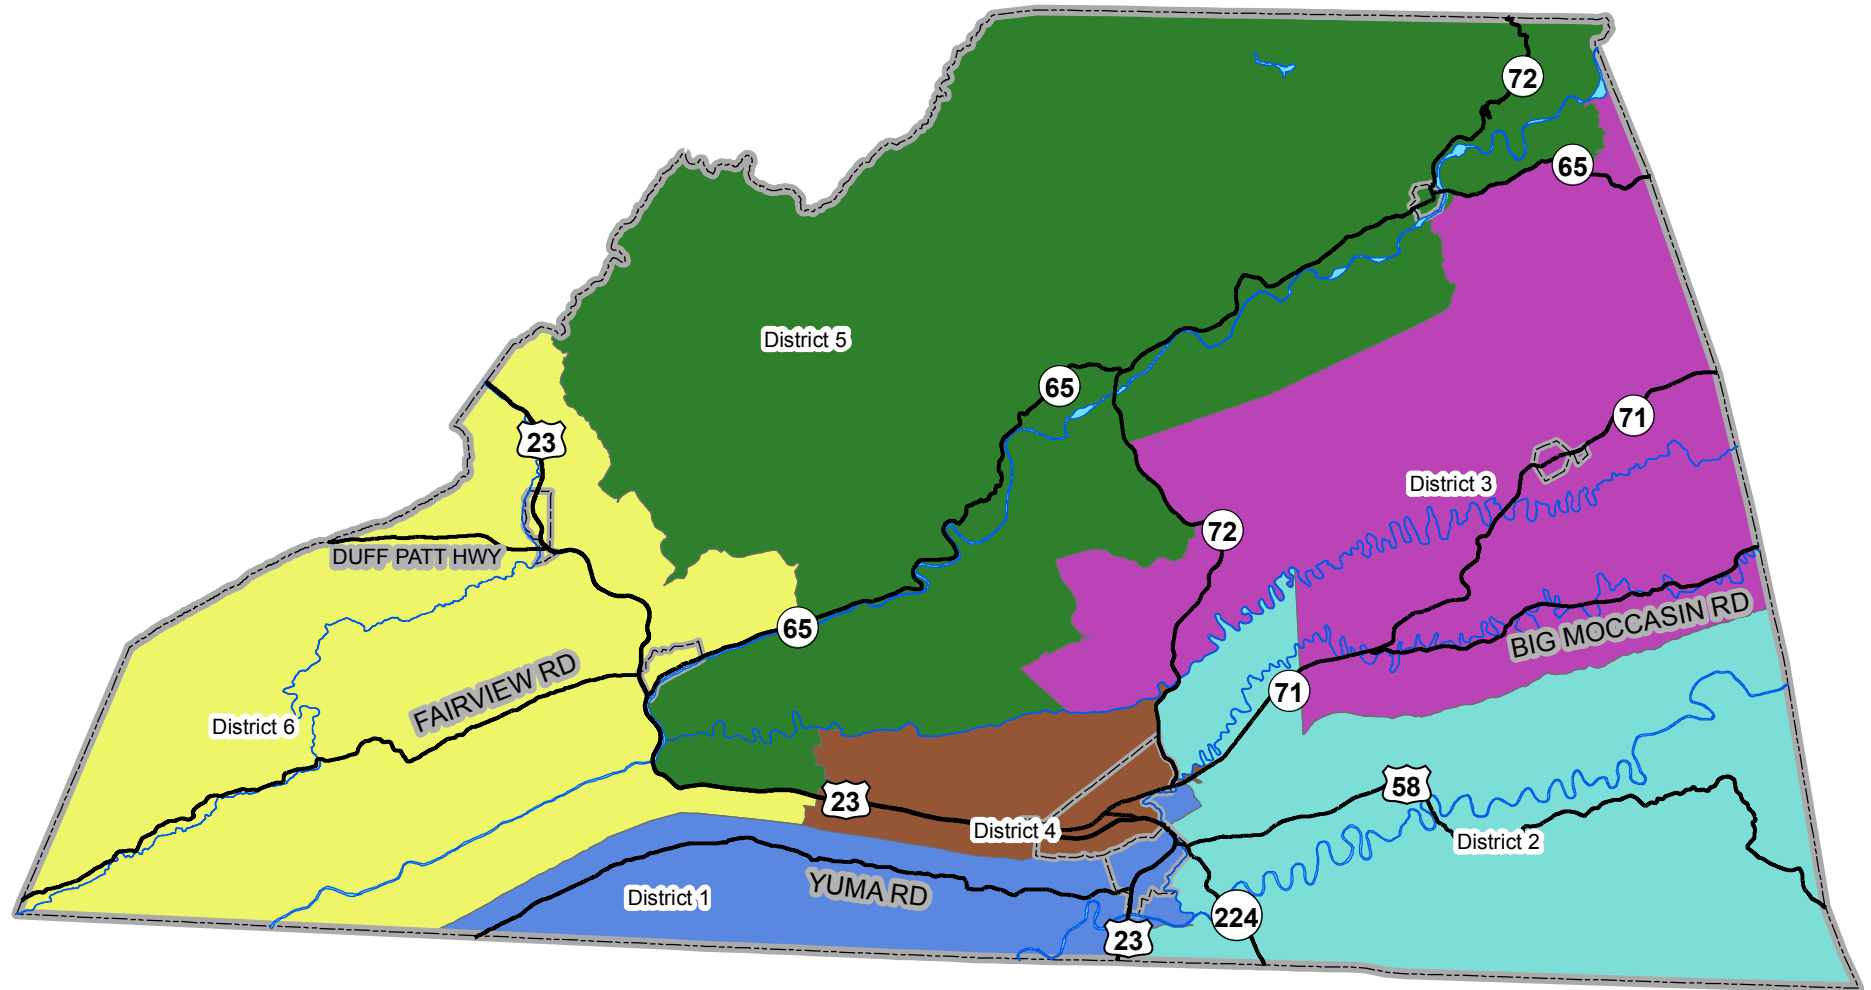 72
65
District 5
65
71
23
District 3
72
DUFF PATT HWY
BIG MOCCASIN RD
65
FAIRVIEW RD
71
District 6
58
23
District 4
District 2
YUMA RD
District 1
224
23